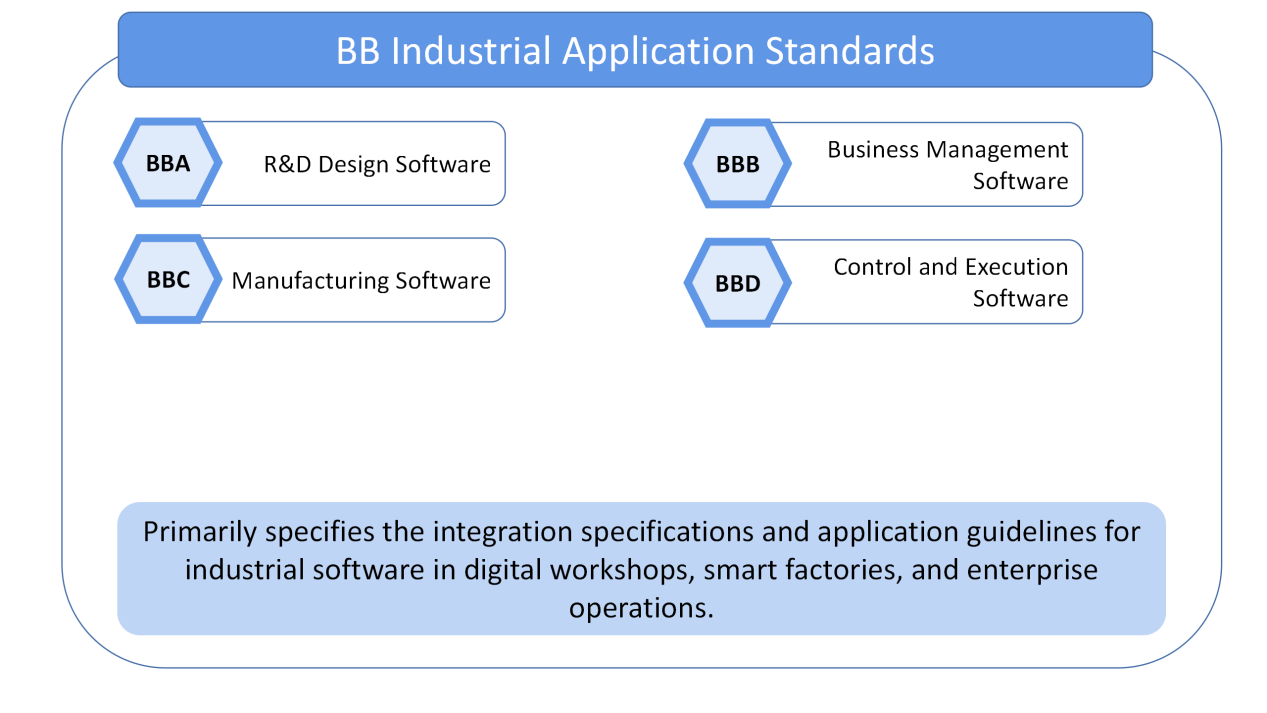 BB Industrial Application Standards
BBA
R&D Design Software
BBB
Business Management
Software
BBC
Manufacturing Software
BBD
Control and Execution
Software
Primarily specifies the integration specifications and application guidelines for
industrial software in digital workshops, smart factories, and enterprise
operations.